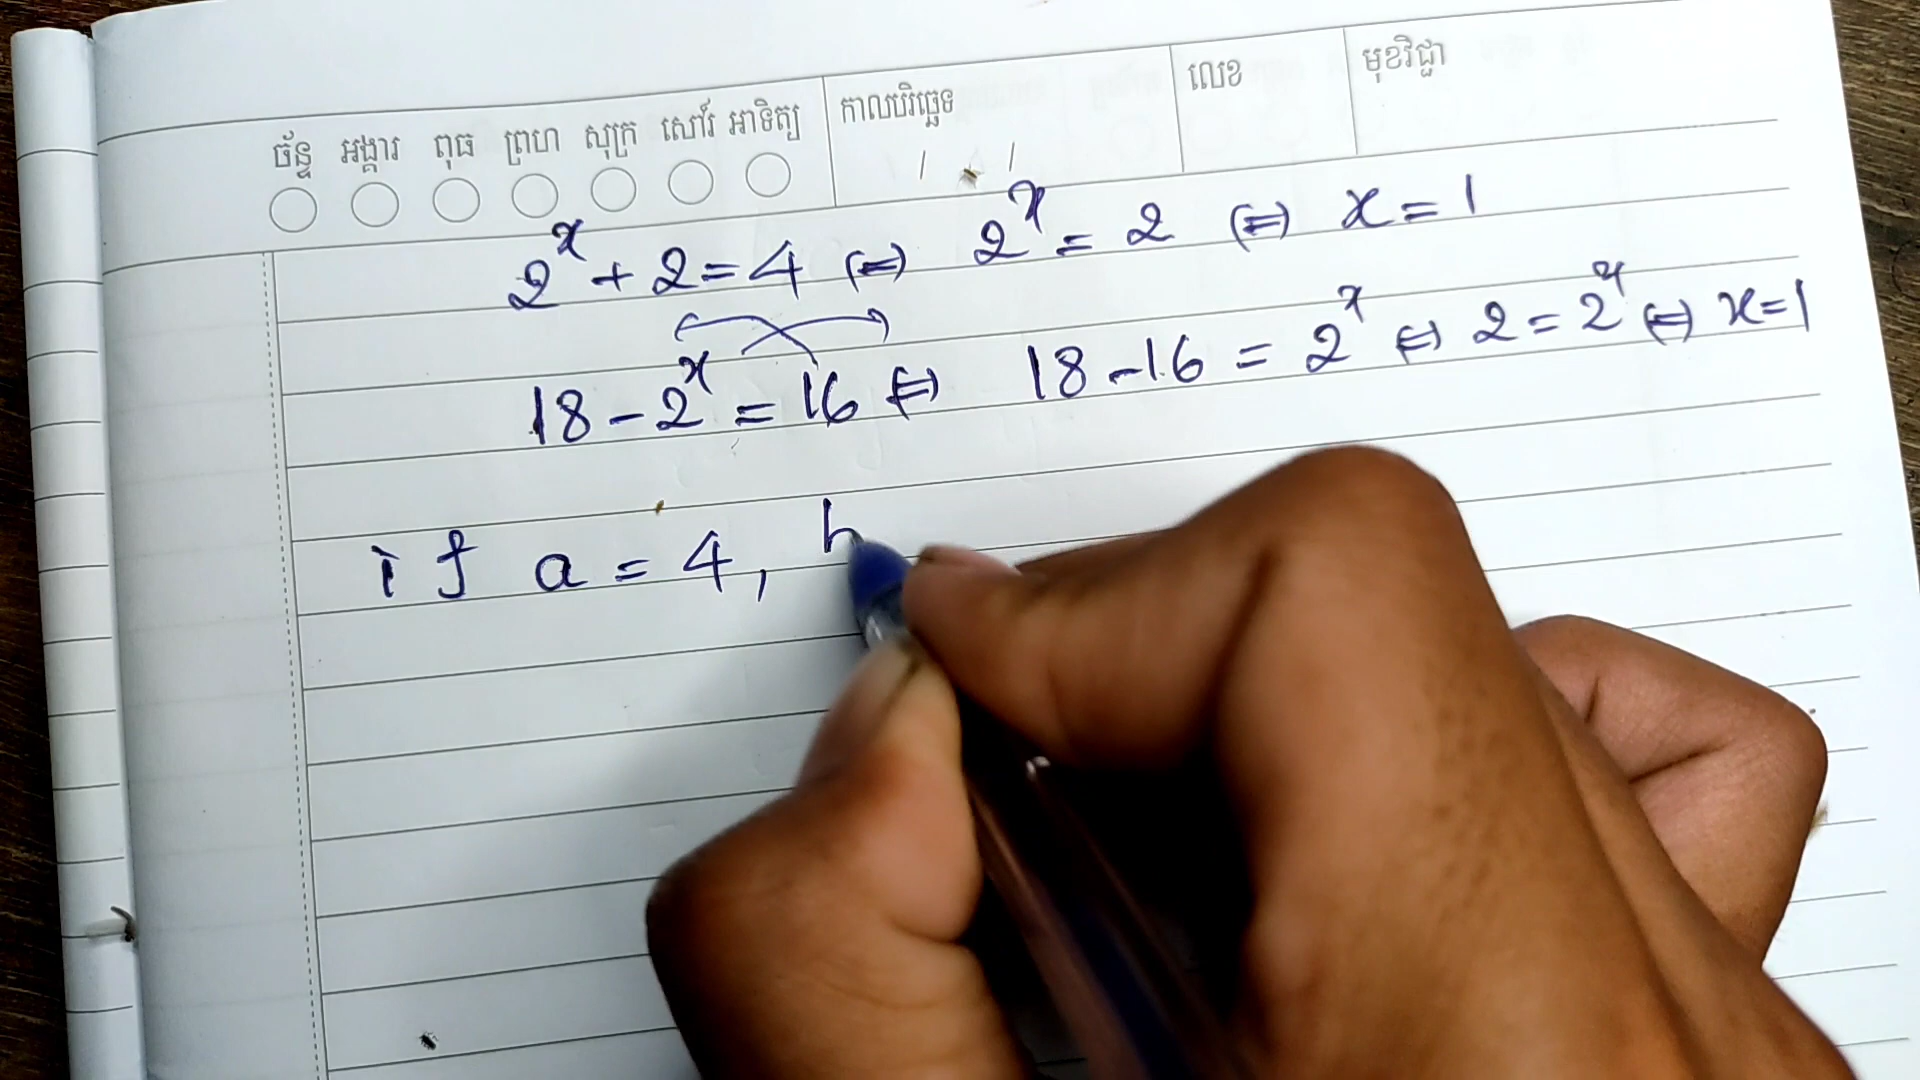 ច័ន្ទ អង្គារ ពុធ ព្រហ សុក្រ សៅរ៍ អាទិត្យ កាលបរិច្ឆេទ លេខ មុខវិជ្ជា
/ /
2^x + 2 = 4 ⇔ 2^x = 2 ⇔ x = 1
18 - 2^x = 16 ⇔ 18 - 16 = 2^x ⇔ 2 = 2^x ⇔ x = 1
if a = 4, b